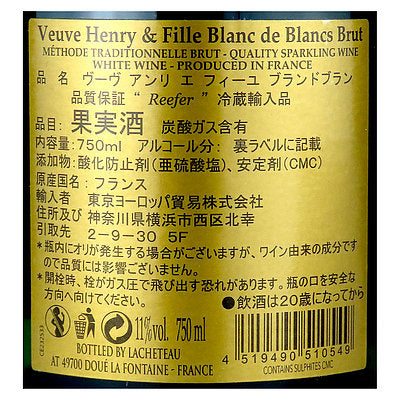 Veuve Henry & Fille Blanc de Blancs Brut
MÉTHODE TRADITIONNELLE BRUT - QUALITY SPARKLING WINE
WHITE WINE - PRODUCED IN FRANCE
品 名 ヴーヴ アンリ エ フィーユ ブランドブラン
品質保証 “Reefer” 冷蔵輸入品
品目: 果実酒 炭酸ガス含有
内容量: 750ml アルコール分: 裏ラベルに記載
添加物: 酸化防止剤(亜硫酸塩)、安定剤(CMC)
原産国名: フランス
輸入者 東京ヨーロッパ貿易株式会社
住所及び 神奈川県横浜市西区北幸
引取先 2-9-30 5F
*瓶内にオリが発生する場合がございますが、ワイン由来の成分ですので品質には影響ございません。
*開栓時、栓がガス圧で飛び出す恐れがあります。瓶の口を安全な方向へ向けてください。
●飲酒は20歳になってから
11% vol. 750 ml
BOTTLED BY LACHETEAU
AT 49700 DOUÉ LA FONTAINE - FRANCE
4 519490 510549
CONTAINS SULPHITES CMC